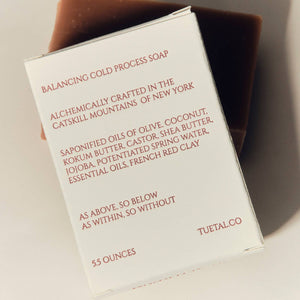 BALANCING COLD PROCESS SOAP
ALCHEMICALLY CRAFTED IN THE
CATSKILL MOUNTAINS OF NEW YORK
SAPONIFIED OILS OF OLIVE, COCONUT,
KOKUM BUTTER, CASTOR, SHEA BUTTER,
JOJOBA, POTENTIATED SPRING WATER,
ESSENTIAL OILS, FRENCH RED CLAY
AS ABOVE, SO BELOW
AS WITHIN, SO WITHOUT
5.5 OUNCES
TUETAL.CO